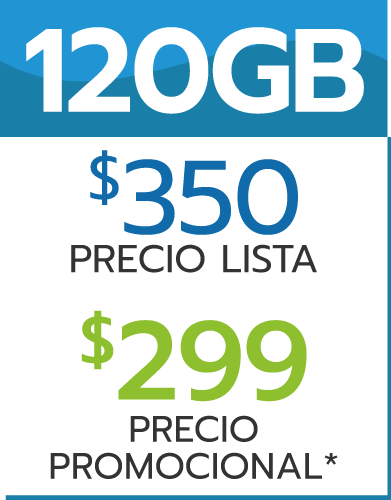 120GB
$350
PRECIO LISTA
$299
PRECIO
PROMOCIONAL*